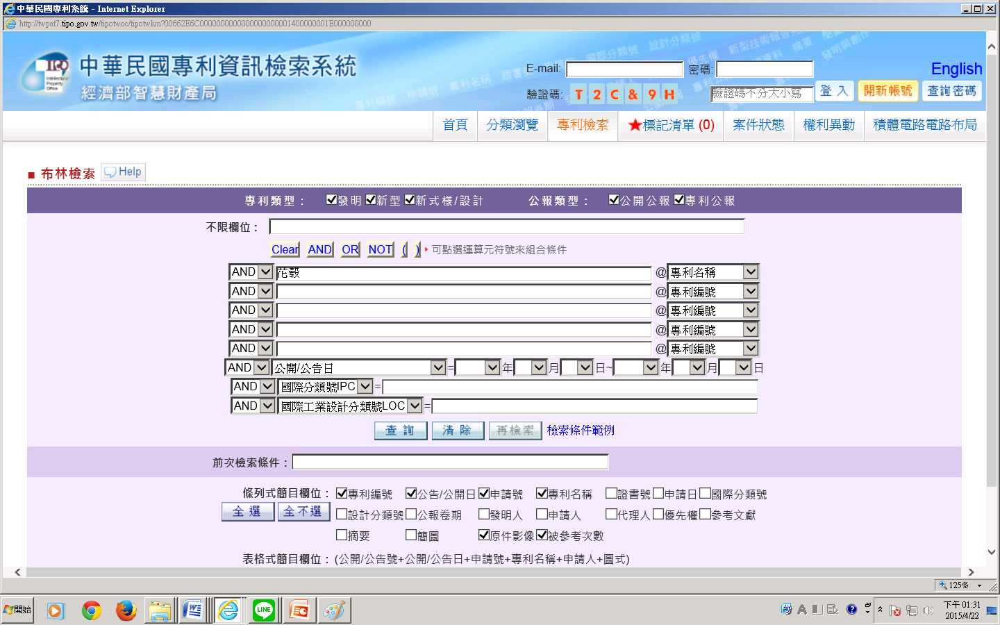 中華民國專利系統 - Internet Explorer
http://twpat7.tipo.gov.tw/tipotwoc/tipotwkm?00662E6C000000000000000000001400000001E000000000
TIPO Intellectual Property Office
中華民國專利資訊檢索系統
經濟部智慧財產局
E-mail: 密碼:
English
驗證碼: T 2 C & 9 H 驗證碼不分大小寫 登 入 開新帳號 查詢密碼
首頁 分類瀏覽 專利檢索 ★標記清單 (0) 案件狀態 權利異動 積體電路電路布局
布林檢索 Help
專利類型： 發明 新型 新式樣/設計 公報類型： 公開公報 專利公報
不限欄位：
Clear AND OR NOT ( ) 可點選運算元符號來組合條件
AND 花轂 @ 專利名稱
AND @ 專利編號
AND @ 專利編號
AND @ 專利編號
AND @ 專利編號
AND 公開/公告日 = 年 月 日~ 年 月 日
AND 國際分類號IPC =
AND 國際工業設計分類號LOC =
查 詢 清 除 再檢索 檢索條件範例
前次檢索條件：
條列式簡目欄位： 專利編號 公告/公開日 申請號 專利名稱 證書號 申請日 國際分類號
全 選 全不選 設計分類號 公報卷期 發明人 申請人 代理人 優先權 參考文獻
摘要 簡圖 原件影像 被參考次數
表格式簡目欄位： (公開/公告號+公開/公告日+申請號+專利名稱+申請人+圖式)
125%
開始
下午 01:31
2015/4/22